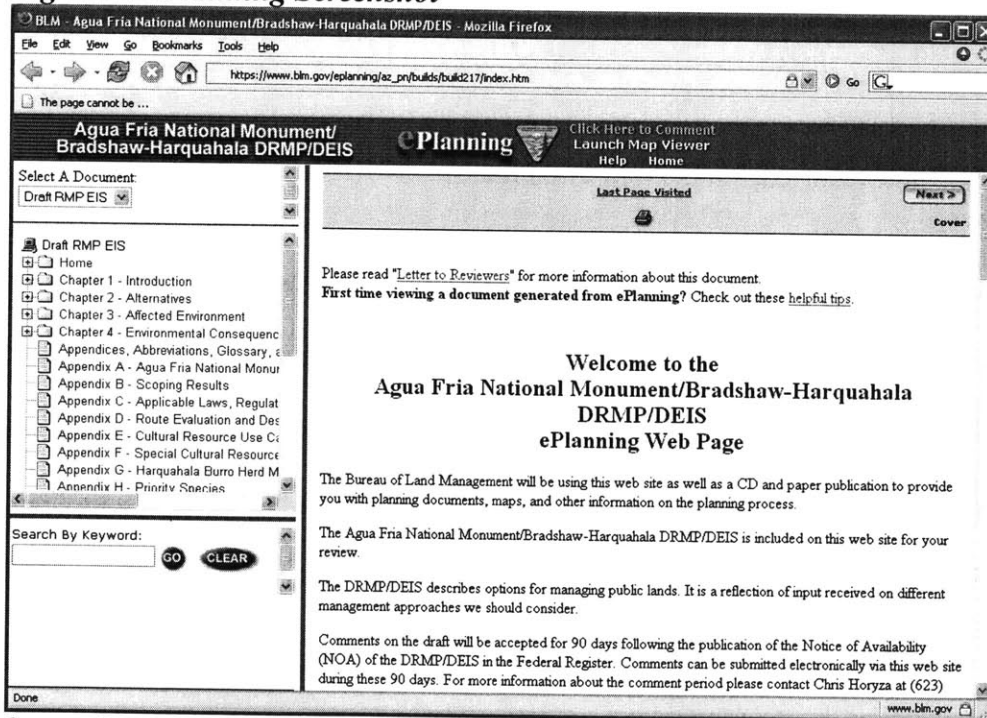 Screenshot
BLM - Agua Fria National Monument/Bradshaw-Harquahala DRMP/DEIS - Mozilla Firefox
File Edit View Go Bookmarks Tools Help
https://www.blm.gov/eplanning/az_pn/builds/build217/index.htm
Go
G
The page cannot be ...
Agua Fria National Monument/
Bradshaw-Harquahala DRMP/DEIS
ePlanning
Click Here to Comment
Launch Map Viewer
Help Home
Select A Document:
Draft RMP EIS
Draft RMP EIS
Home
Chapter 1 - Introduction
Chapter 2 - Alternatives
Chapter 3 - Affected Environment
Chapter 4 - Environmental Consequenc
Appendices, Abbreviations, Glossary, a
Appendix A - Agua Fria National Monur
Appendix B - Scoping Results
Appendix C - Applicable Laws, Regulat
Appendix D - Route Evaluation and Des
Appendix E - Cultural Resource Use Ca
Appendix F - Special Cultural Resource
Appendix G - Harquahala Burro Herd M
Appendix H - Priority Species
Search By Keyword:
GO CLEAR
Last Page Visited
Next >
Cover
Please read "Letter to Reviewers" for more information about this document.
First time viewing a document generated from ePlanning? Check out these helpful tips.
Welcome to the
Agua Fria National Monument/Bradshaw-Harquahala
DRMP/DEIS
ePlanning Web Page
The Bureau of Land Management will be using this web site as well as a CD and paper publication to provide
you with planning documents, maps, and other information on the planning process.
The Agua Fria National Monument/Bradshaw-Harquahala DRMP/DEIS is included on this web site for your
review.
The DRMP/DEIS describes options for managing public lands. It is a reflection of input received on different
management approaches we should consider.
Comments on the draft will be accepted for 90 days following the publication of the Notice of Availability
(NOA) of the DRMP/DEIS in the Federal Register. Comments can be submitted electronically via this web site
during these 90 days. For more information about the comment period please contact Chris Horyza at (623)
Done
www.blm.gov